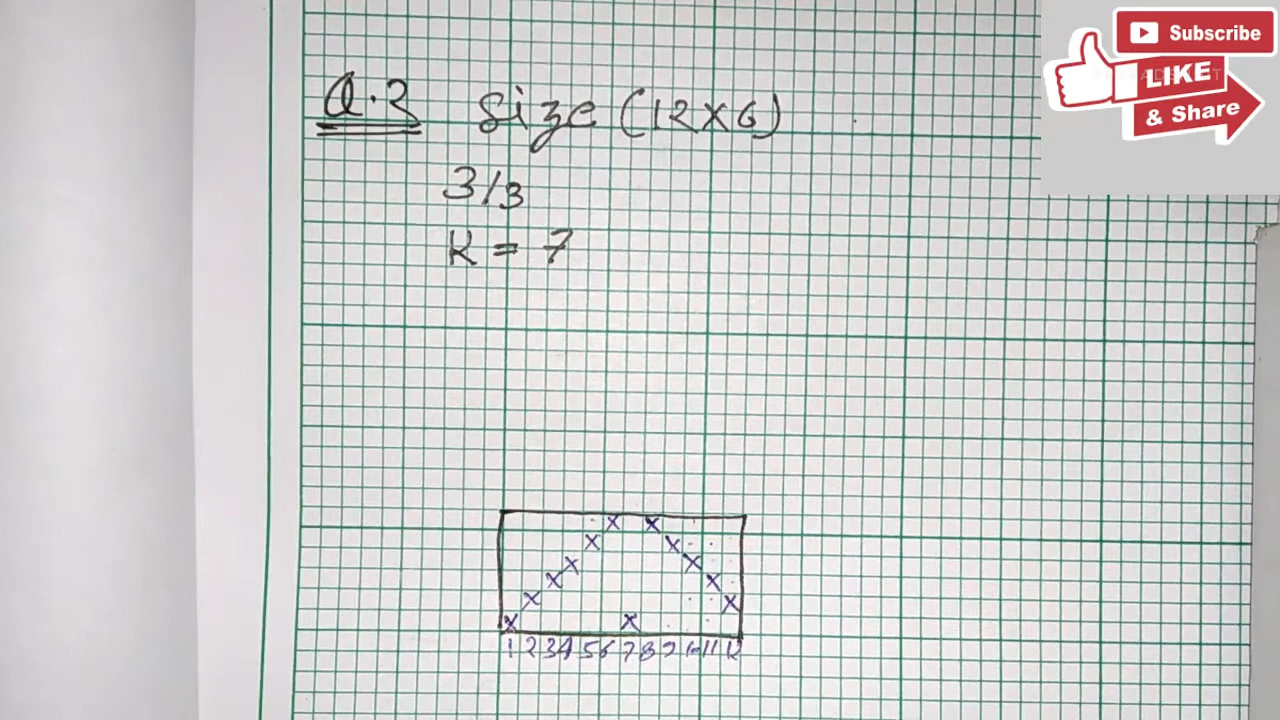 Q.3 Size (12x6)
3/3
K = 7
x x
x x
x x
x x
x x
x x
1 2 3 4 5 6 7 8 9 10 11 12
Subscribe
LIKE
& Share